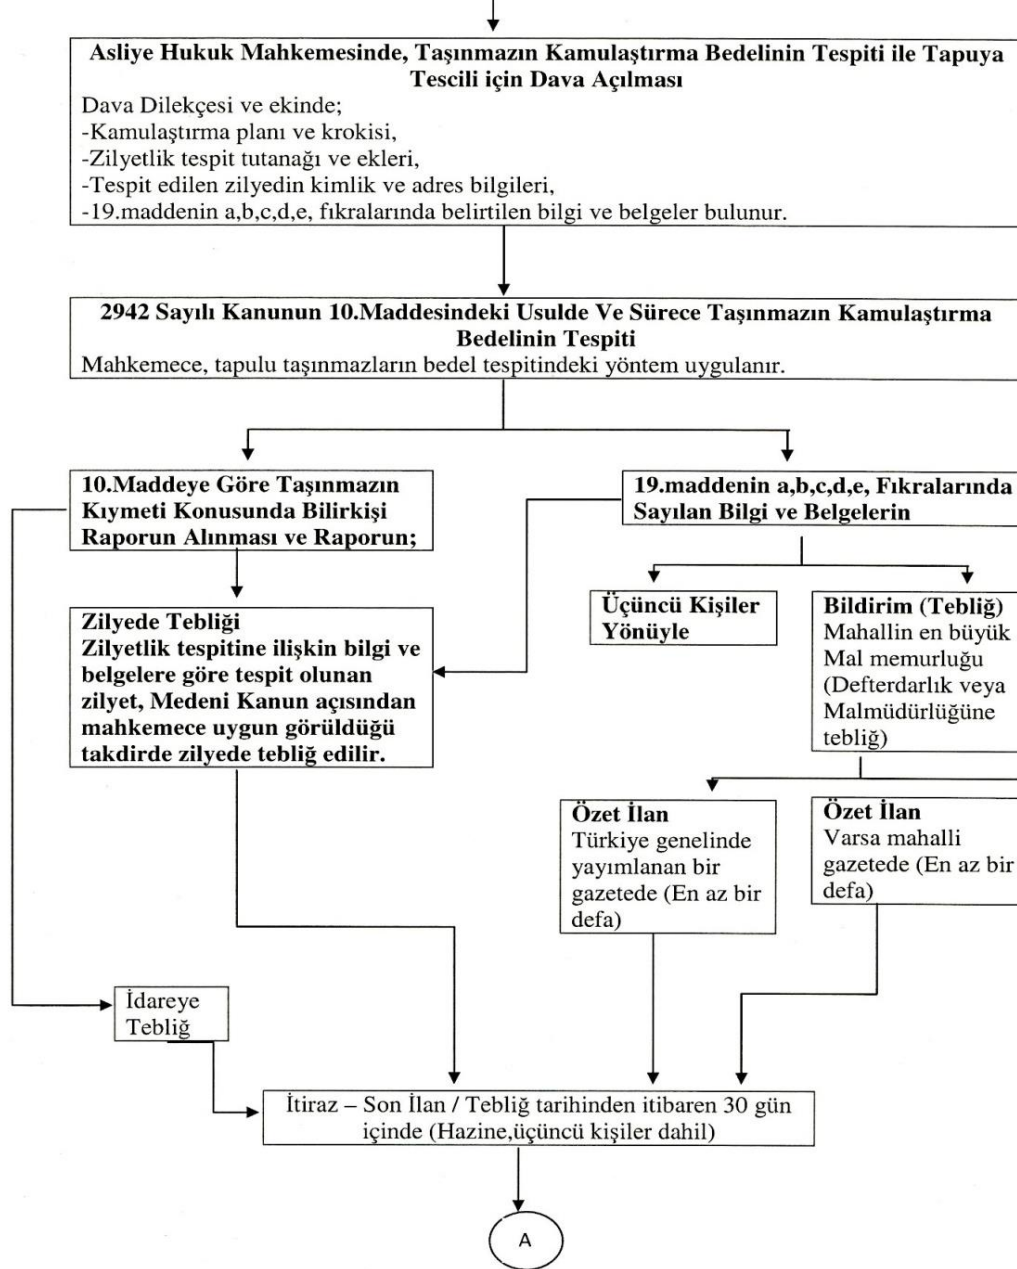 Asliye Hukuk Mahkemesinde, Taşınmazın Kamulaştırma Bedelinin Tespiti ile Tapuya
Tescili için Dava Açılması
Dava Dilekçesi ve ekinde;
-Kamulaştırma planı ve krokisi,
-Zilyetlik tespit tutanağı ve ekleri,
-Tespit edilen zilyedin kimlik ve adres bilgileri,
-19.maddenin a,b,c,d,e, fıkralarında belirtilen bilgi ve belgeler bulunur.
2942 Sayılı Kanunun 10.Maddesindeki Usulde Ve Sürece Taşınmazın Kamulaştırma
Bedelinin Tespiti
Mahkemece, tapulu taşınmazların bedel tespitindeki yöntem uygulanır.
10.Maddeye Göre Taşınmazın
Kıymeti Konusunda Bilirkişi
Raporun Alınması ve Raporun;
19.maddenin a,b,c,d,e, Fıkralarında
Sayılan Bilgi ve Belgelerin
Zilyede Tebliği
Zilyetlik tespitine ilişkin bilgi ve
belgelere göre tespit olunan
zilyet, Medeni Kanun açısından
mahkemece uygun görüldüğü
takdirde zilyede tebliğ edilir.
Üçüncü Kişiler
Yönüyle
Bildirim (Tebliğ)
Mahallin en büyük
Mal memurluğu
(Defterdarlık veya
Malmüdürlüğüne
tebliğ)
Özet İlan
Türkiye genelinde
yayımlanan bir
gazetede (En az bir
defa)
Özet İlan
Varsa mahalli
gazetede (En az bir
defa)
İdareye
Tebliğ
İtiraz – Son İlan / Tebliğ tarihinden itibaren 30 gün
içinde (Hazine,üçüncü kişiler dahil)
A